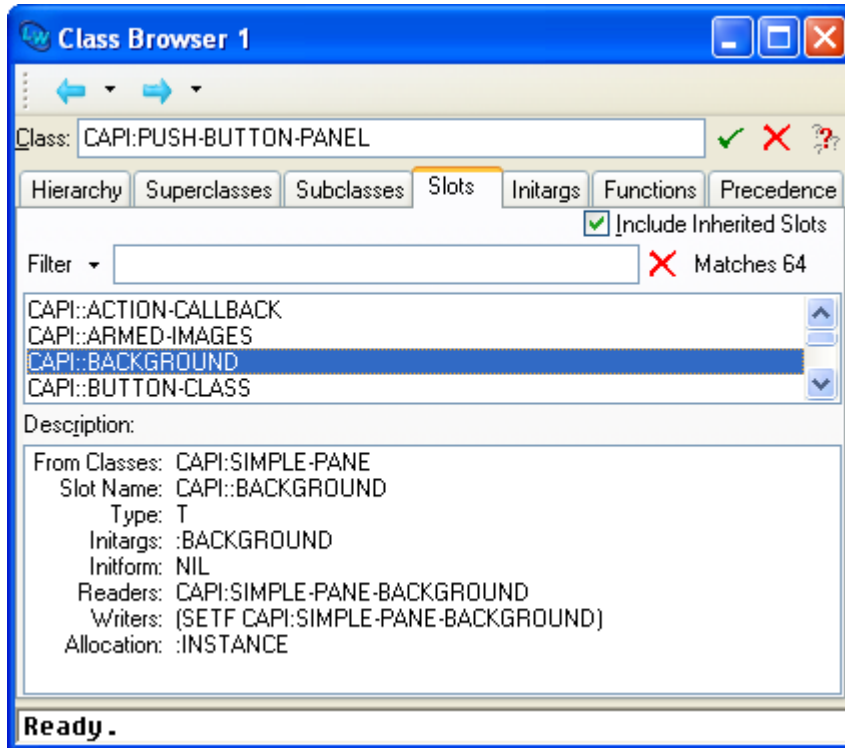 Class Browser 1
Class: CAPI:PUSH-BUTTON-PANEL
Hierarchy Superclasses Subclasses Slots Initargs Functions Precedence
Include Inherited Slots
Filter Matches 64
CAPI::ACTION-CALLBACK
CAPI::ARMED-IMAGES
CAPI::BACKGROUND
CAPI::BUTTON-CLASS
Description:
From Classes: CAPI:SIMPLE-PANE
Slot Name: CAPI::BACKGROUND
Type: T
Initargs: :BACKGROUND
Initform: NIL
Readers: CAPI:SIMPLE-PANE-BACKGROUND
Writers: (SETF CAPI:SIMPLE-PANE-BACKGROUND)
Allocation: :INSTANCE
Ready.